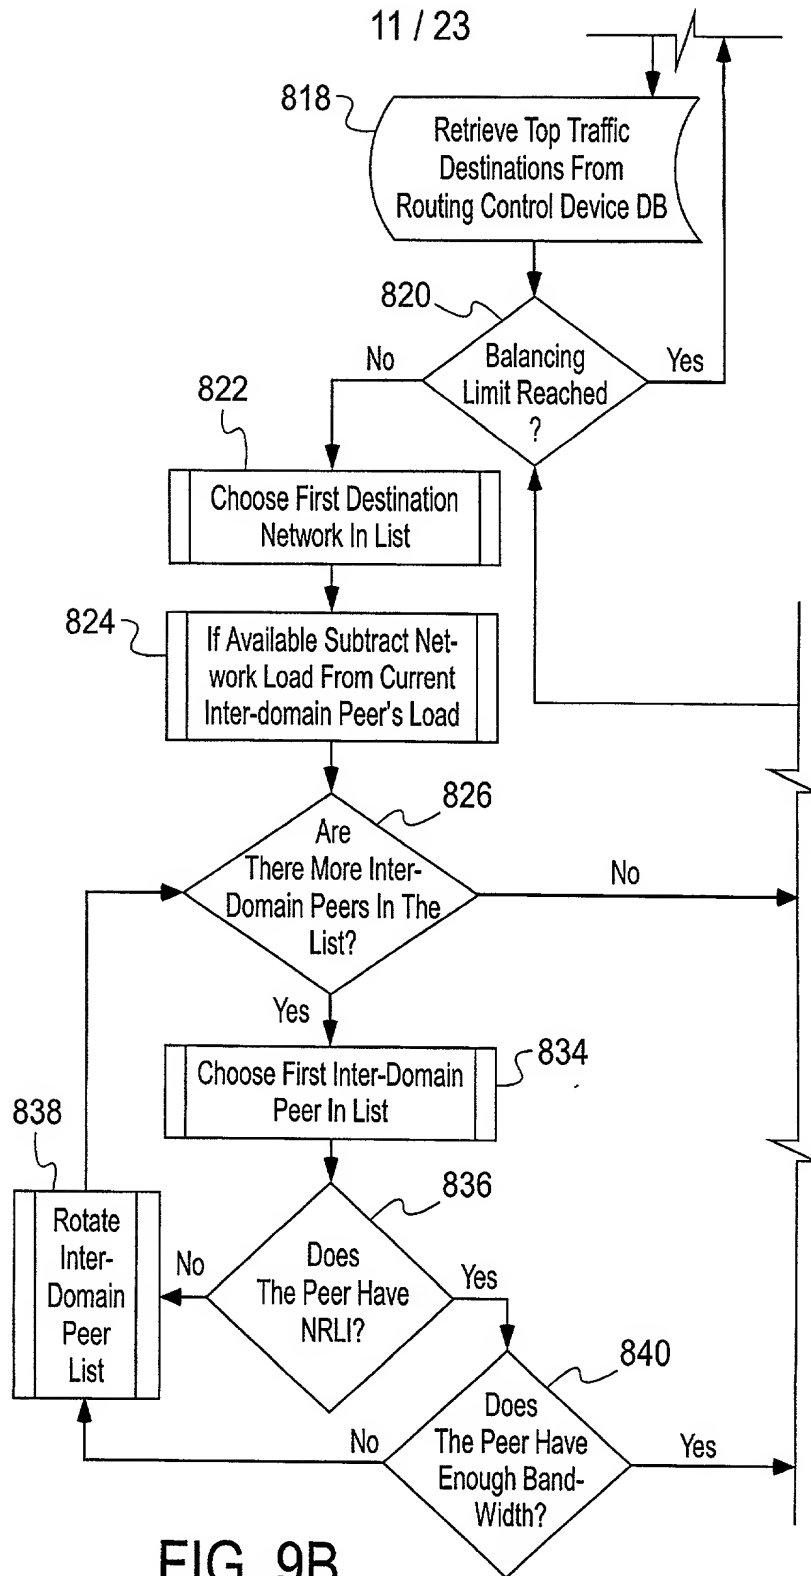 11 / 23
818
Retrieve Top Traffic
Destinations From
Routing Control Device DB
820
No
Balancing
Limit Reached
?
Yes
822
Choose First Destination
Network In List
824
If Available Subtract Net-
work Load From Current
Inter-domain Peer's Load
826
Are
There More Inter-
Domain Peers In The
List?
No
Yes
834
Choose First Inter-Domain
Peer In List
838
Rotate
Inter-
Domain
Peer
List
No
836
Does
The Peer Have
NRLI?
Yes
840
No
Does
The Peer Have
Enough Band-
Width?
Yes
FIG. 9B